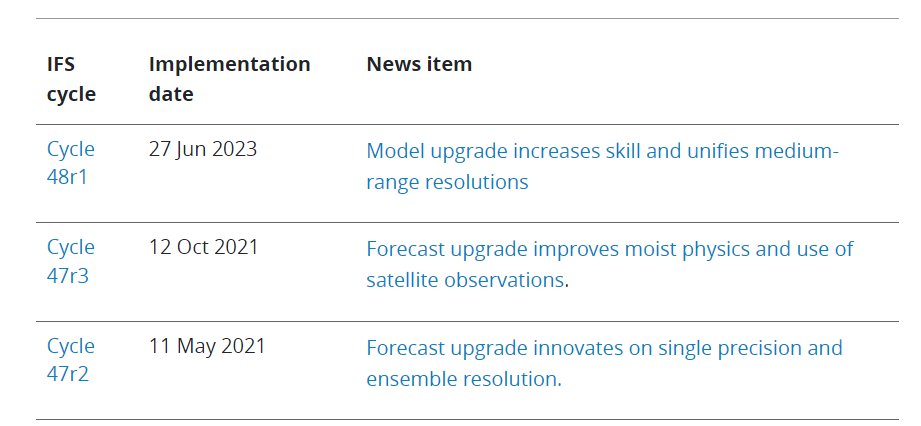 IFS cycle	Implementation date	News item
Cycle 48r1	27 Jun 2023	Model upgrade increases skill and unifies medium-range resolutions
Cycle 47r3	12 Oct 2021	Forecast upgrade improves moist physics and use of satellite observations.
Cycle 47r2	11 May 2021	Forecast upgrade innovates on single precision and ensemble resolution.